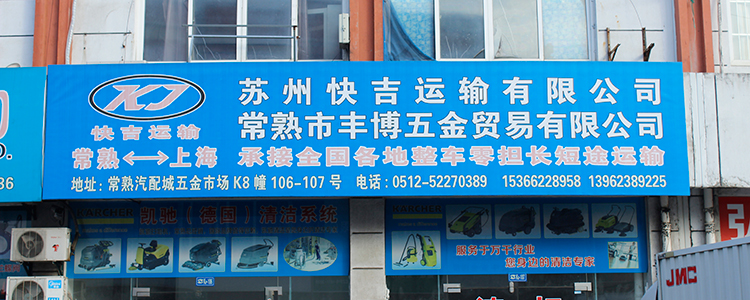 KJ
快吉运输
苏州快吉运输有限公司
常熟市丰博五金贸易有限公司
常熟<-->上海 承接全国各地整车零担长短途运输
地址:常熟汽配城五金市场K8幢106-107号 电话:0512-52270389 15366228958 13962389225
凯驰(德国)清洁系统
服务于万千行业
您身边的清洁专家
JMC